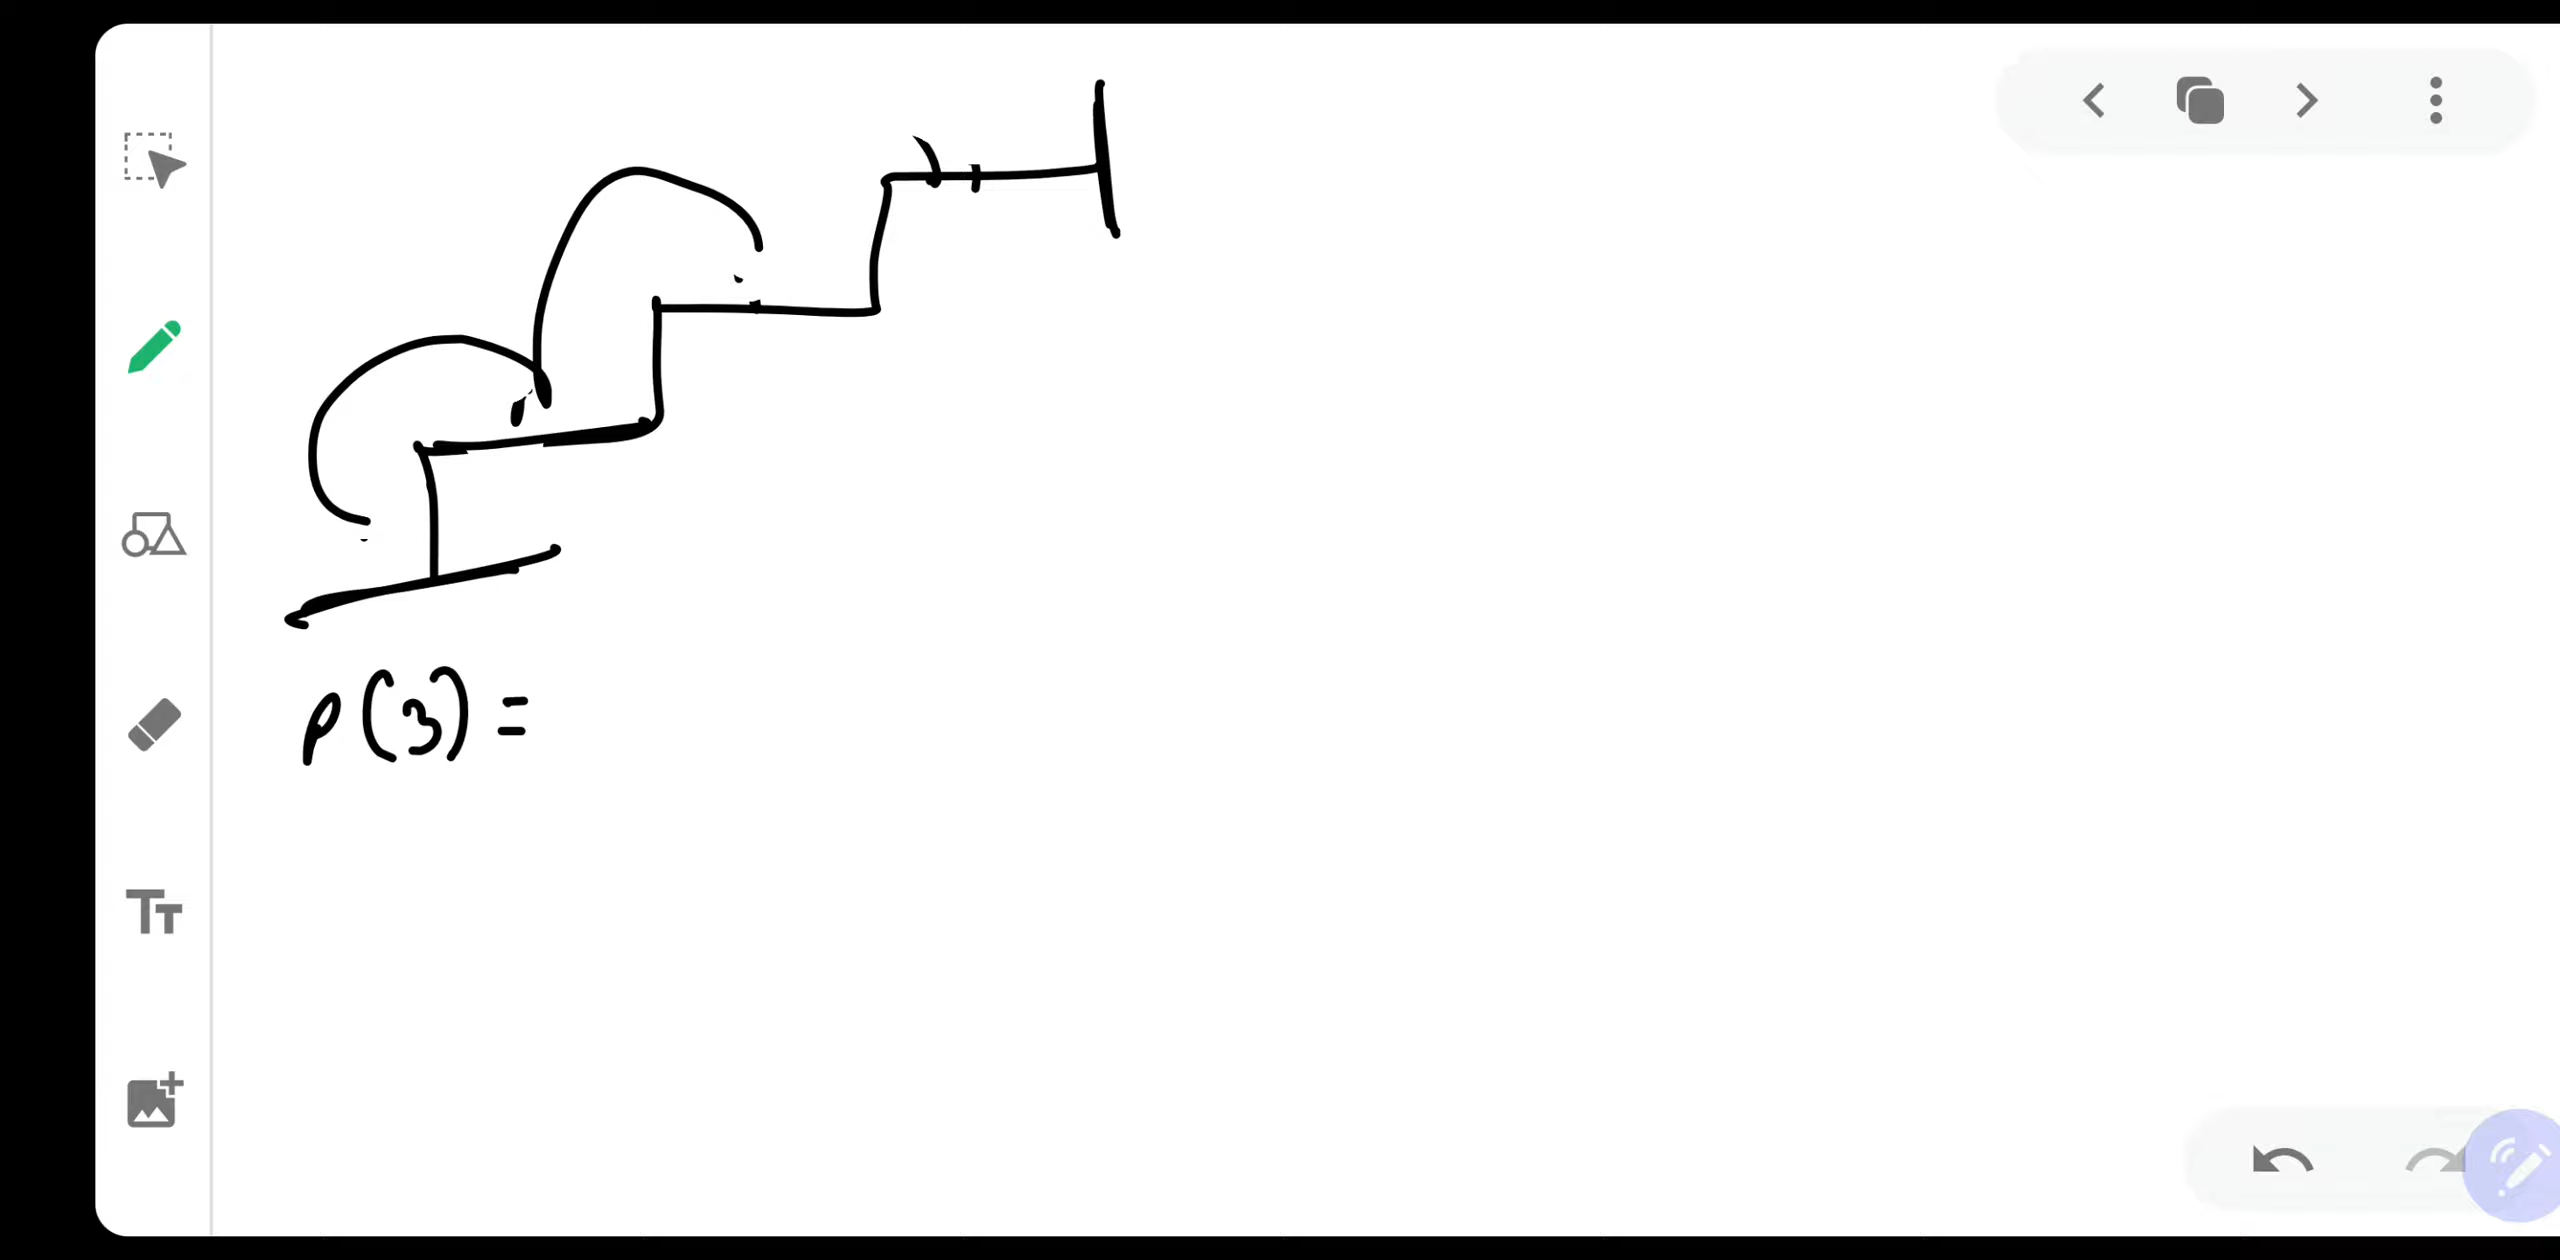 P(3) =